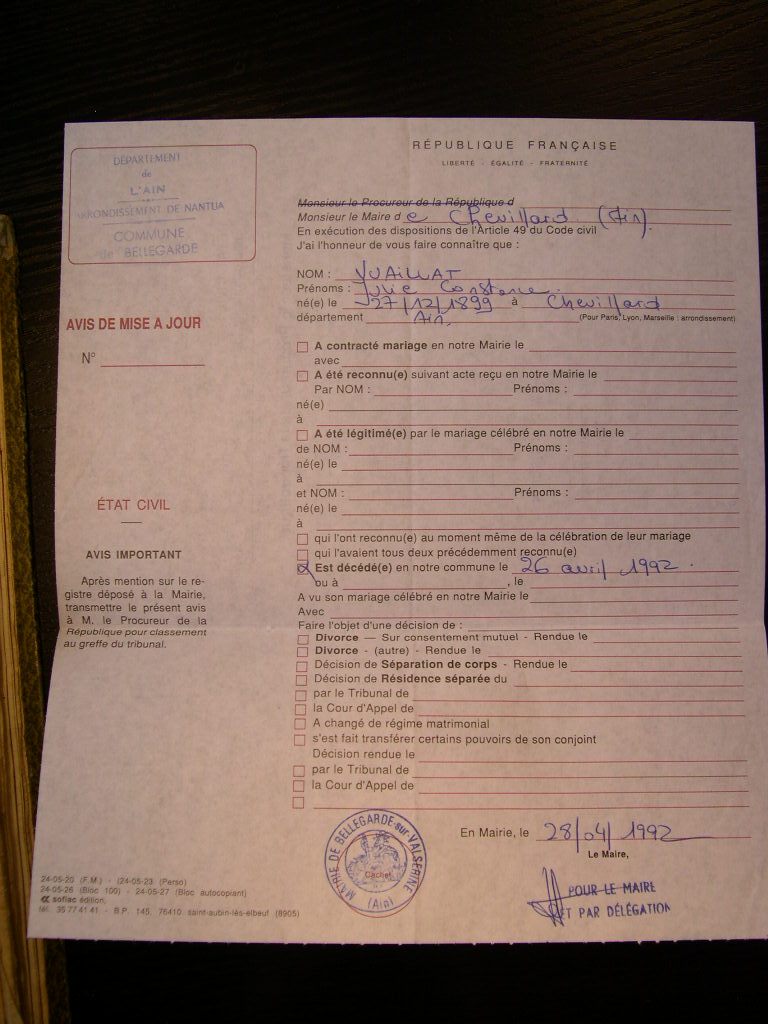 DÉPARTEMENT
de
L'AIN
ARRONDISSEMENT DE NANTUA
COMMUNE
de BELLEGARDE
AVIS DE MISE A JOUR
N°
ÉTAT CIVIL
AVIS IMPORTANT
Après mention sur le re-
gistre déposé à la Mairie,
transmettre le présent avis
à M. le Procureur de la
République pour classement
au greffe du tribunal.
RÉPUBLIQUE FRANÇAISE
LIBERTÉ - ÉGALITÉ - FRATERNITÉ
Monsieur le Procureur de la République d
Monsieur le Maire de Chevillard (Ain).
En exécution des dispositions de l'Article 49 du Code civil
J'ai l'honneur de vous faire connaître que :
NOM : VUAILLAT
Prénoms : Julie Constance.
né(e) le 27/12/1899 à Chevillard
département Ain, (Pour Paris, Lyon, Marseille : arrondissement)
A contracté mariage en notre Mairie le
avec
A été reconnu(e) suivant acte reçu en notre Mairie le
Par NOM : Prénoms :
né(e)
à
A été légitimé(e) par le mariage célébré en notre Mairie le
de NOM : Prénoms :
né(e) le
à
et NOM : Prénoms :
né(e) le
à
qui l'ont reconnu(e) au moment même de la célébration de leur mariage
qui l'avaient tous deux précédemment reconnu(e)
Est décédé(e) en notre commune le 26 avril 1992.
ou à , le
A vu son mariage célébré en notre Mairie le
Avec
Faire l'objet d'une décision de :
Divorce — Sur consentement mutuel - Rendue le
Divorce - (autre) - Rendue le
Décision de Séparation de corps - Rendue le
Décision de Résidence séparée du
par le Tribunal de
la Cour d'Appel de
A changé de régime matrimonial
s'est fait transférer certains pouvoirs de son conjoint
Décision rendue le
par le Tribunal de
la Cour d'Appel de
En Mairie, le 28/04/1992
Le Maire,
POUR LE MAIRE
ET PAR DÉLÉGATION
MAIRIE DE BELLEGARDE-sur-VALSERINE
Cachet
(Ain)
24-05-20 (F.M.) - (24-05-23 (Perso)
24-05-26 (Bloc 100) - 24-05-27 (Bloc autocopiant)
sofiac édition,
tél. 35 77 41 41 - B.P. 145, 76410 saint-aubin-lès-elbeuf (8905)